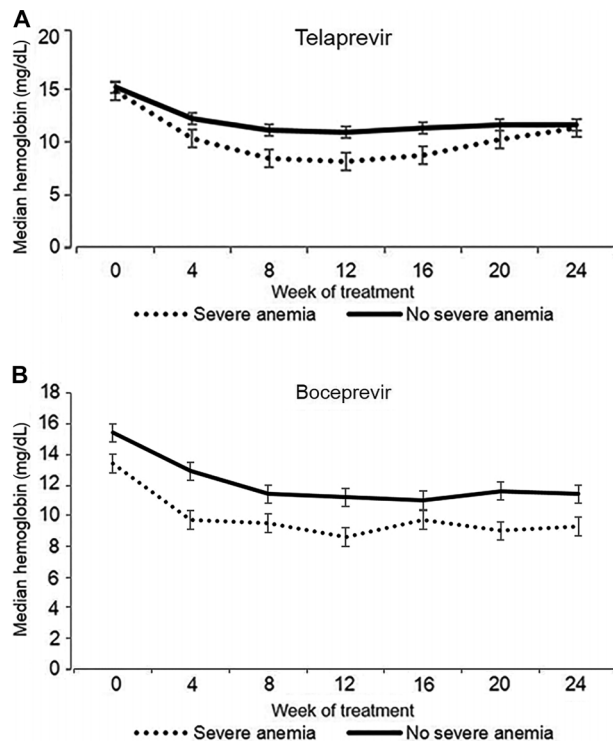 A
Telaprevir
Median hemoglobin (mg/dL)
20
15
10
5
0
0 4 8 12 16 20 24
Week of treatment
Severe anemia No severe anemia
B
Boceprevir
Median hemoglobin (mg/dL)
18
16
14
12
10
8
6
4
2
0
0 4 8 12 16 20 24
Week of treatment
Severe anemia No severe anemia